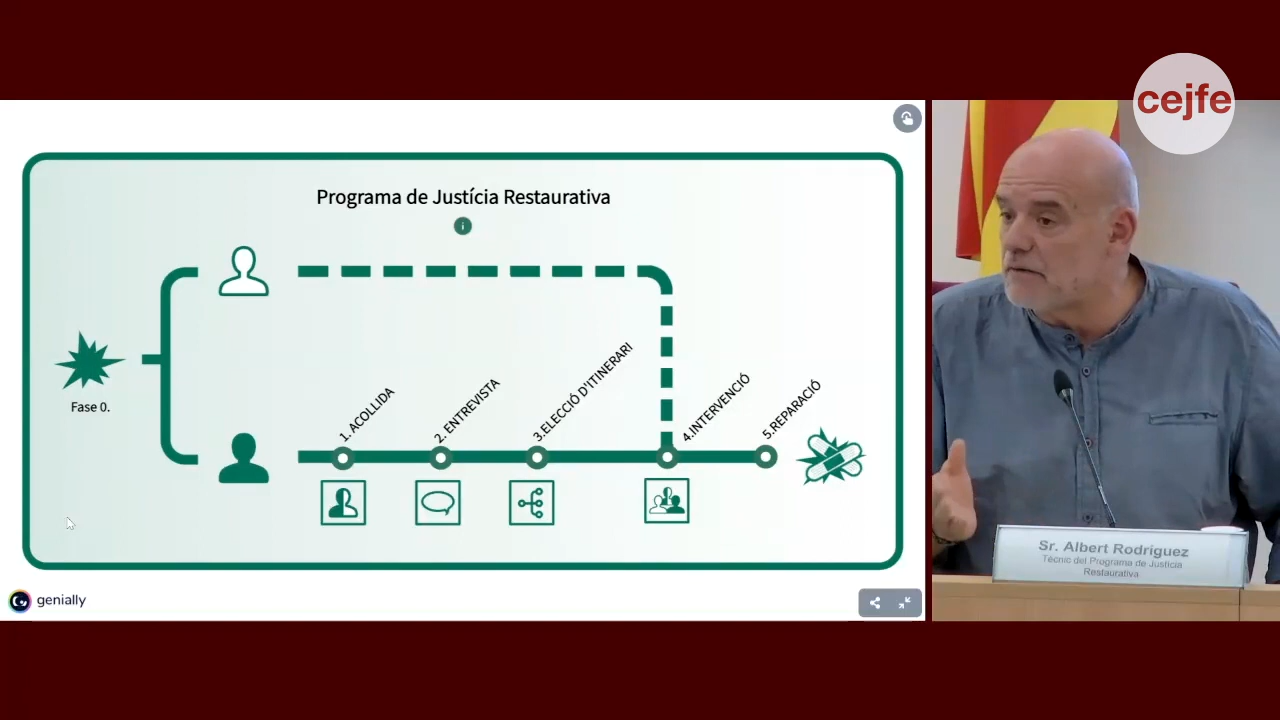 cejfe
Programa de Justícia Restaurativa
i
Fase 0.
1. ACOLLIDA
2. ENTREVISTA
3.ELECCIÓ D'ITINERARI
4.INTERVENCIÓ
5.REPARACIÓ
genially
Sr. Albert Rodríguez
Tècnic del Programa de Justícia
Restaurativa